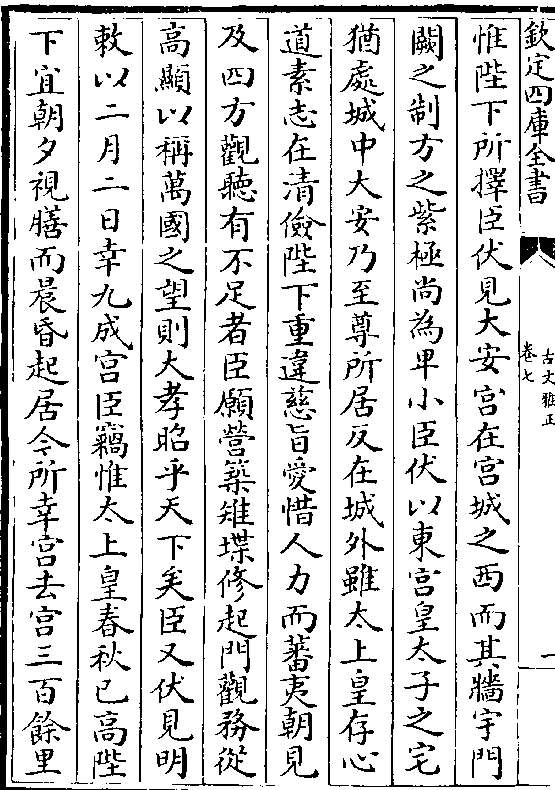 欽定四庫全書
古文雅正
卷七
一
惟陛下所擇臣伏見大安宫在宫城之西而其牆宇門
闕之制方之紫極尚為卑小臣伏以東宫皇太子之宅
猶處城中大安乃至尊所居反在城外雖太上皇存心
道素志在清儉陛下重違慈旨愛惜人力而蕃夷朝見
及四方觀聽有不足者臣願營築雉堞修起門觀務從
高顯以稱萬國之望則大孝昭乎天下矣臣又伏見明
敕以二月二日幸九成宫臣竊惟太上皇春秋已高陛
下宜朝夕視膳而晨昏起居今所幸宫去宫三百餘里